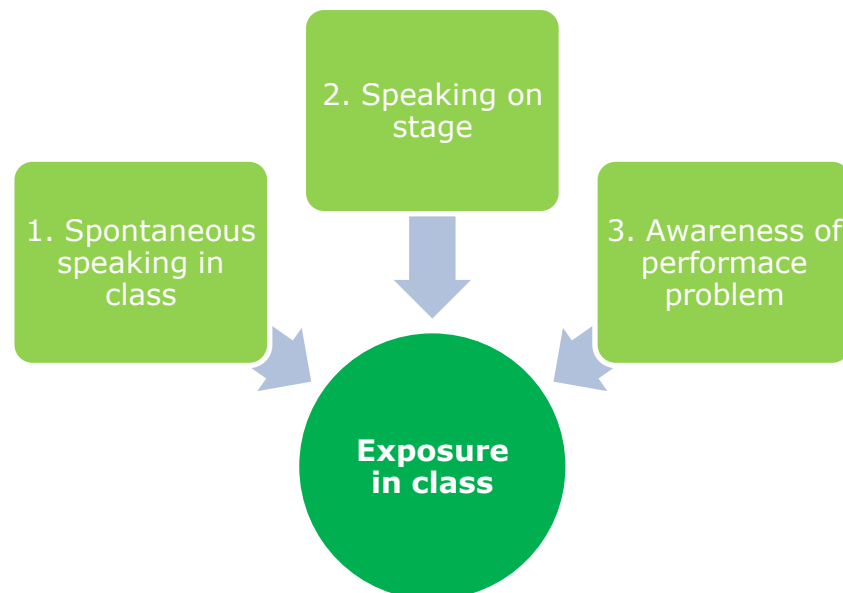 1. Spontaneous
speaking in
class
2. Speaking on
stage
3. Awareness of
performace
problem
Exposure
in class